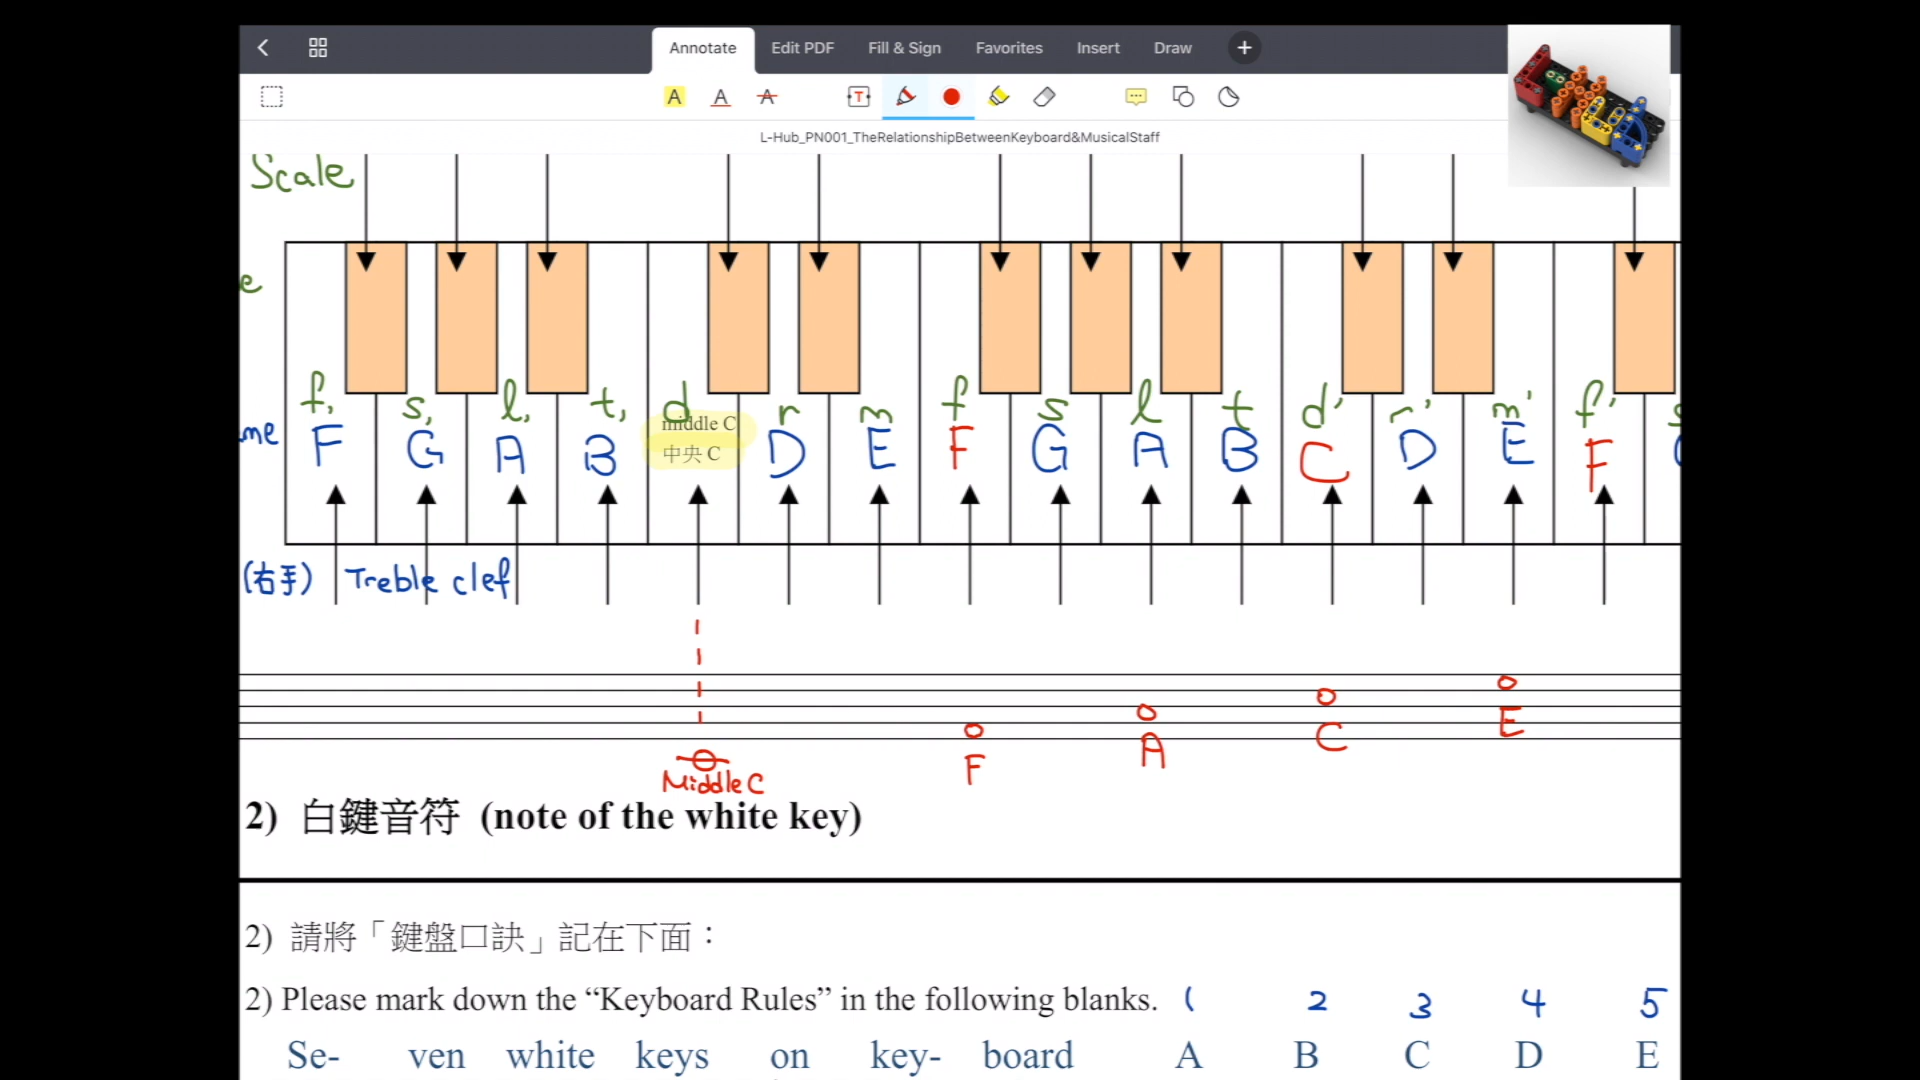 Annotate Edit PDF Fill & Sign Favorites Insert Draw
L-Hub_PN001_TheRelationshipBetweenKeyboard&MusicalStaff
Scale
e
f, s, l, t, d r m f s l t d' r' m' f' s
me F G A B middle C D E F G A B C D E F
中央 C
(右手) Treble clef
F A C E
Middle C
2) 白鍵音符 (note of the white key)
2) 請將「鍵盤口訣」記在下面：
2) Please mark down the “Keyboard Rules” in the following blanks. 1 2 3 4 5
Se- ven white keys on key- board A B C D E